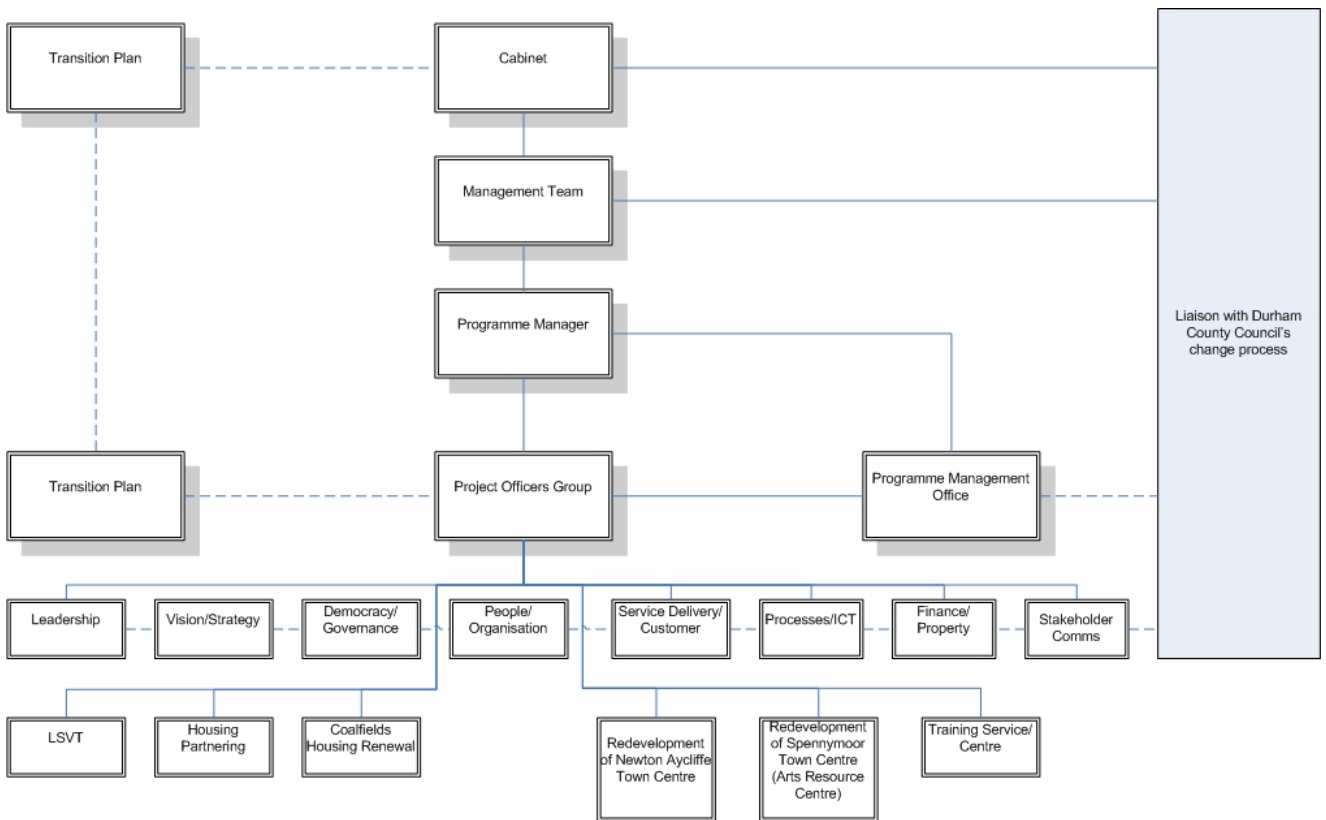 Transition Plan
Cabinet
Management Team
Programme Manager
Liaison with Durham
County Council's
change process
Transition Plan
Project Officers Group
Programme Management
Office
Leadership
Vision/Strategy
Democracy/
Governance
People/
Organisation
Service Delivery/
Customer
Processes/ICT
Finance/
Property
Stakeholder
Comms
LSVT
Housing
Partnering
Coalfields
Housing Renewal
Redevelopment
of Newton Aycliffe
Town Centre
Redevelopment
of Spennymoor
Town Centre
(Arts Resource
Centre)
Training Service/
Centre